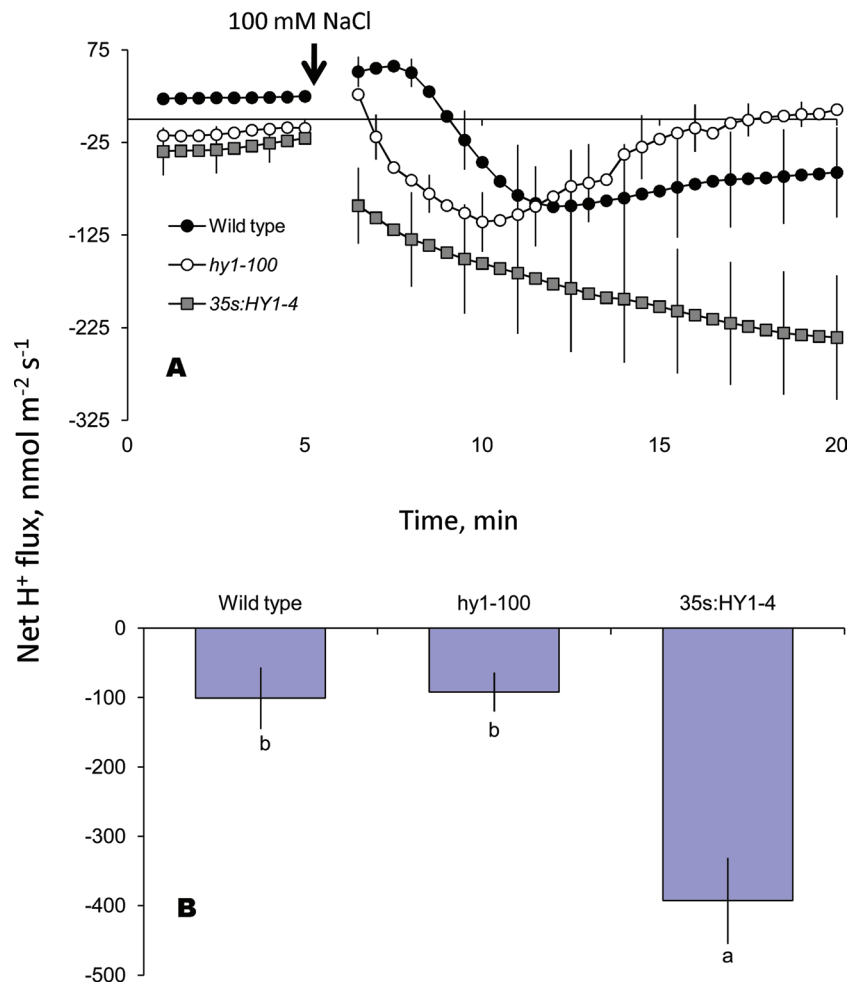 100 mM NaCl
75
-25
-125
-225
-325
Wild type
hy1-100
35s:HY1-4
A
0 5 10 15 20
Time, min
Net H⁺ flux, nmol m⁻² s⁻¹
Wild type hy1-100 35s:HY1-4
0
-100
-200
-300
-400
-500
b b a
B